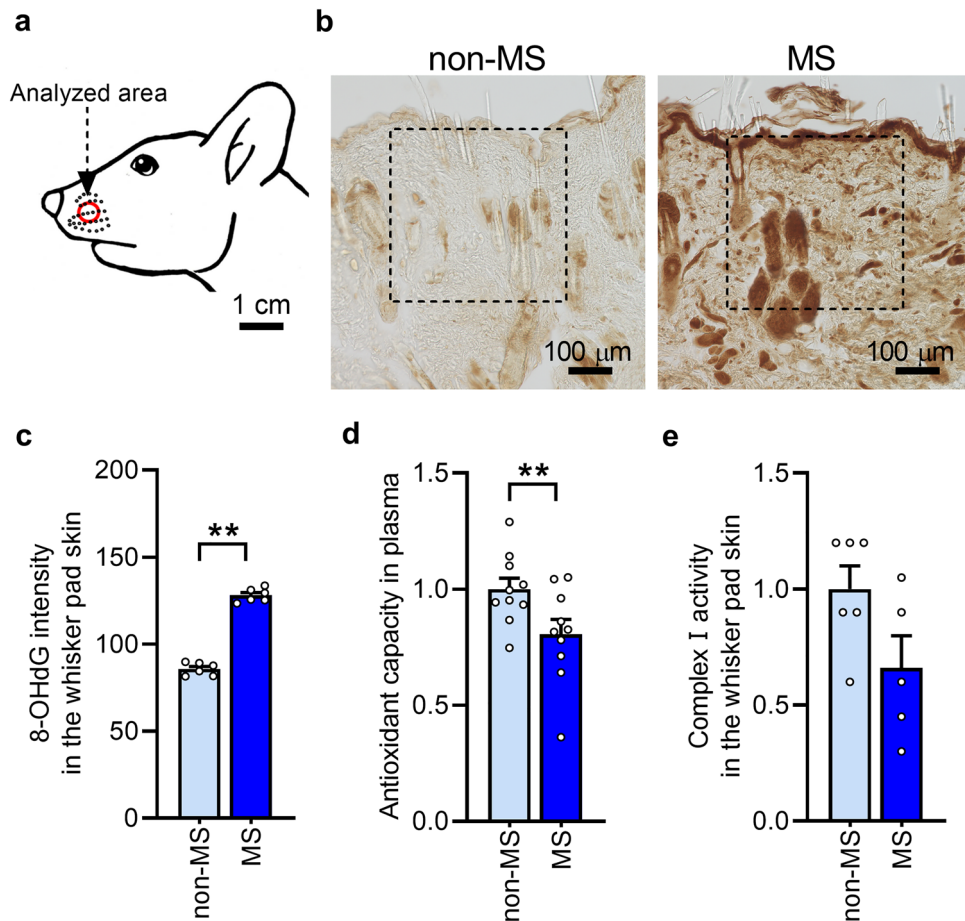 a
Analyzed area
1 cm
b
non-MS
MS
100 μm
100 μm
c
8-OHdG intensity
in the whisker pad skin
200
150
100
50
0
**
non-MS
MS
d
Antioxidant capacity in plasma
1.5
1.0
0.5
0.0
**
non-MS
MS
e
Complex I activity
in the whisker pad skin
1.5
1.0
0.5
0.0
non-MS
MS